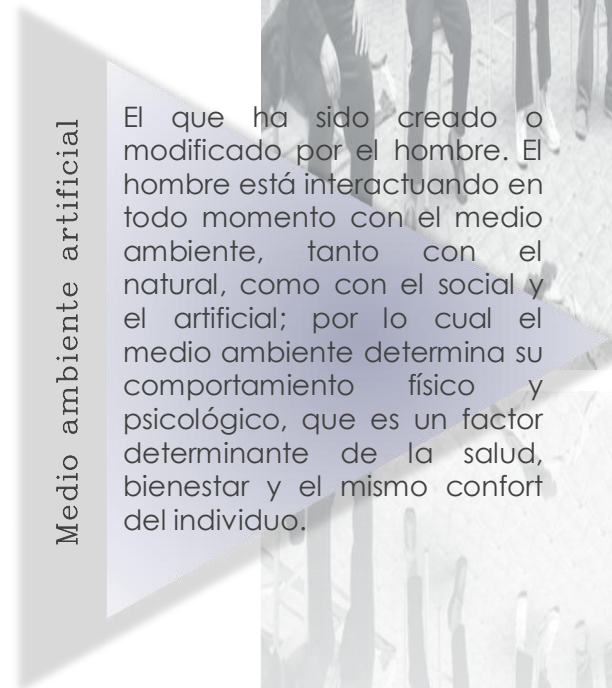 Medio ambiente artificial
El que ha sido creado o
modificado por el hombre. El
hombre está interactuando en
todo momento con el medio
ambiente, tanto con el
natural, como con el social y
el artificial; por lo cual el
medio ambiente determina su
comportamiento físico y
psicológico, que es un factor
determinante de la salud,
bienestar y el mismo confort
del individuo.